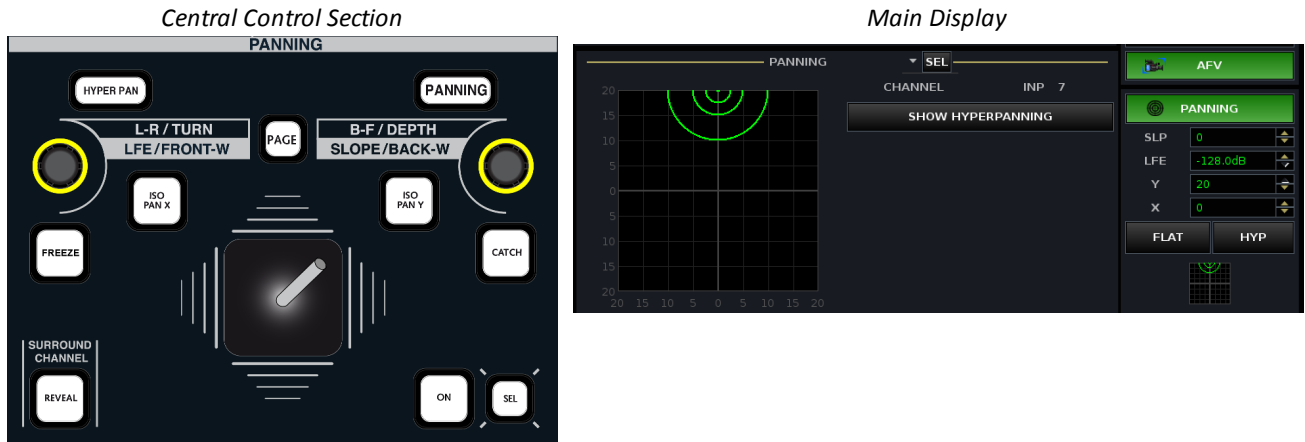 Central Control Section
PANNING
HYPER PAN
PANNING
L-R / TURN
LFE/FRONT-W
PAGE
B-F / DEPTH
SLOPE/BACK-W
ISO
PAN X
ISO
PAN Y
FREEZE
CATCH
SURROUND
CHANNEL
REVEAL
ON
SEL
Main Display
PANNING SEL
CHANNEL INP 7
SHOW HYPERPANNING
20
15
10
5
0
5
10
15
20
20 15 10 5 0 5 10 15 20
AFV
PANNING
SLP 0
LFE -128.0dB
Y 20
X 0
FLAT HYP